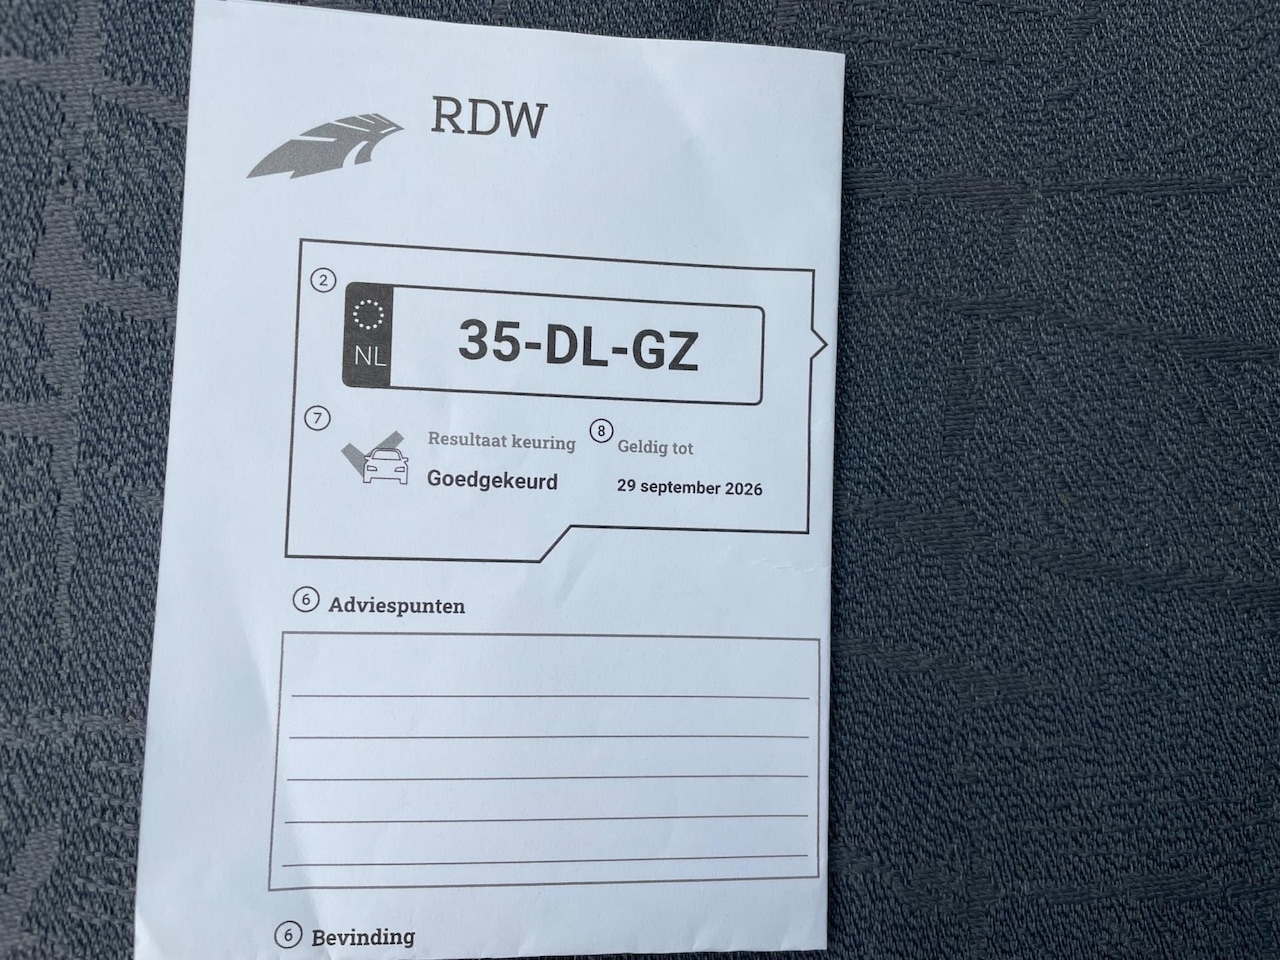 RDW
2
NL
35-DL-GZ
7
Resultaat keuring
Goedgekeurd
8
Geldig tot
29 september 2026
6 Adviespunten
6 Bevinding